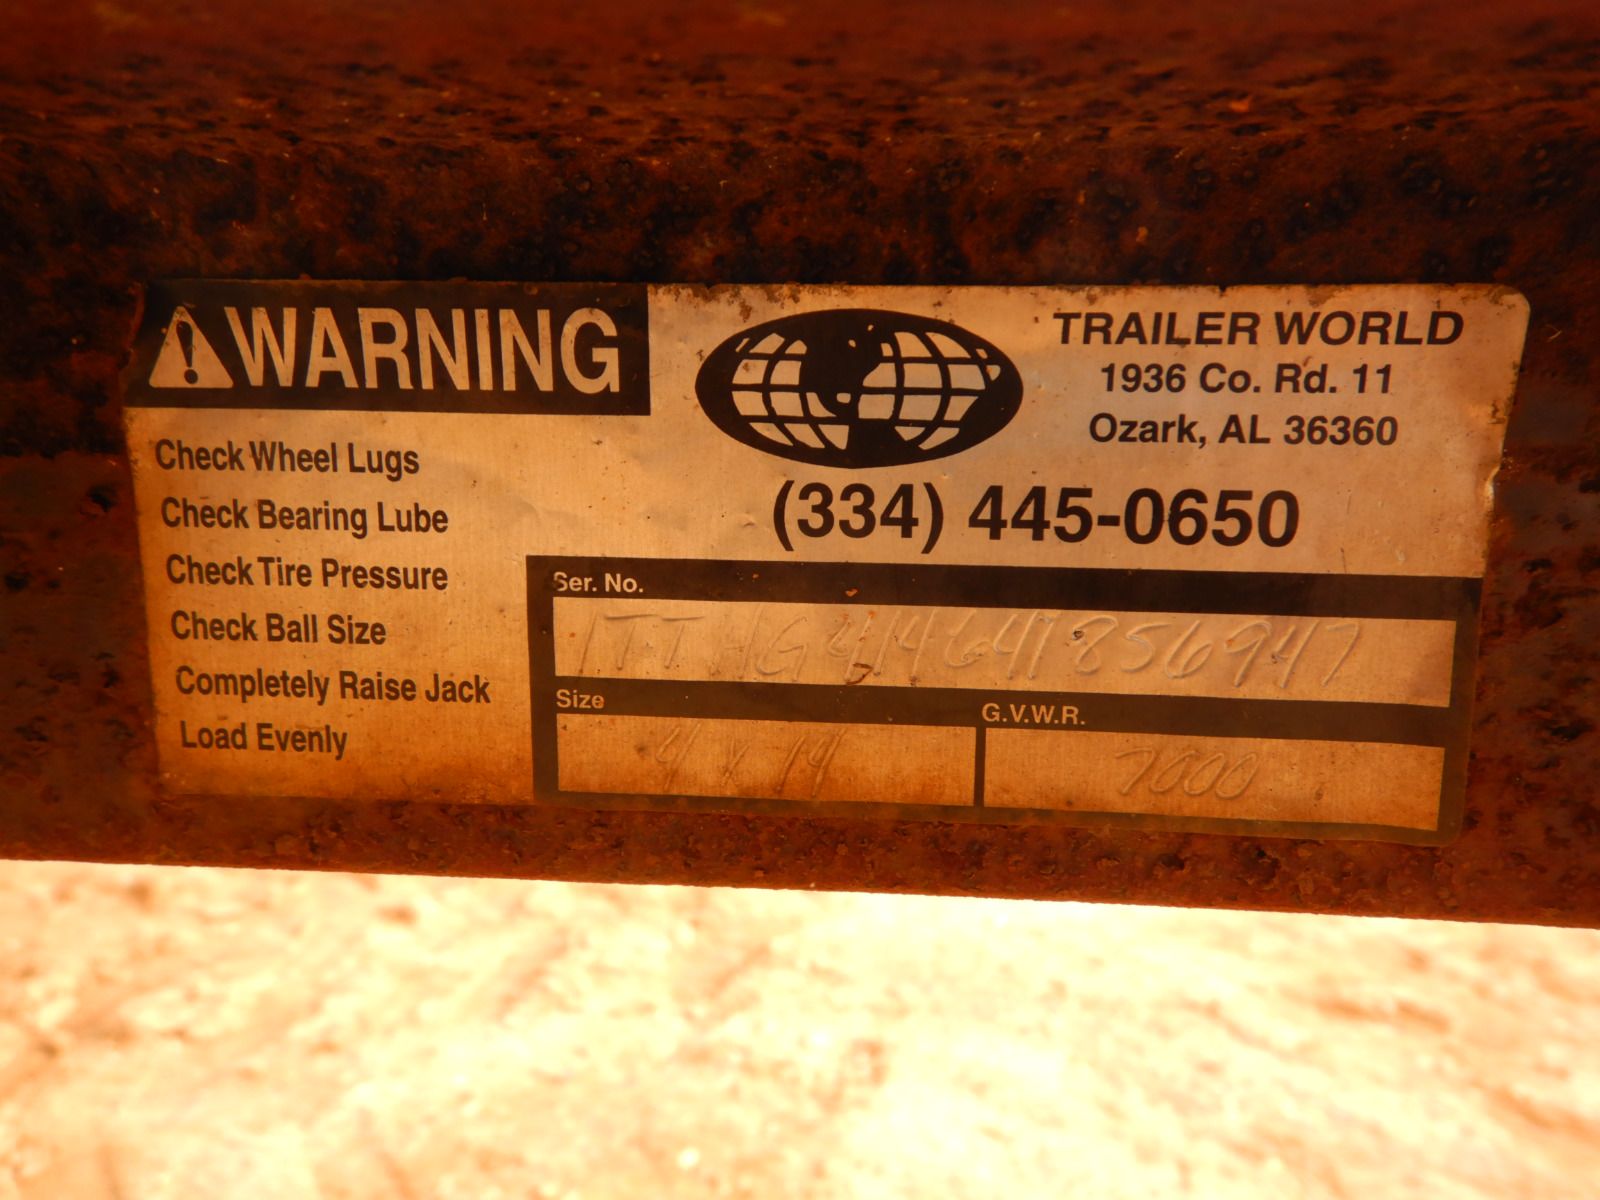 WARNING
Check Wheel Lugs
Check Bearing Lube
Check Tire Pressure
Check Ball Size
Completely Raise Jack
Load Evenly
TRAILER WORLD
1936 Co. Rd. 11
Ozark, AL 36360
(334) 445-0650
Ser. No.
Size
4 x 14
G.V.W.R.
7000